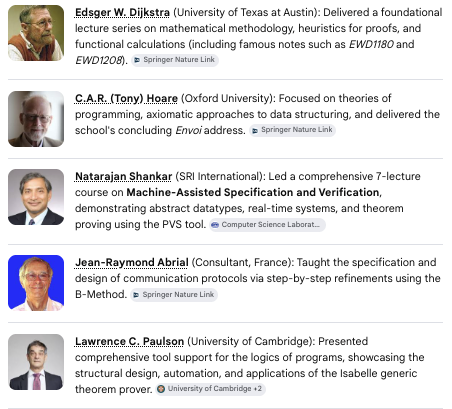 Edsger W. Dijkstra (University of Texas at Austin): Delivered a foundational
lecture series on mathematical methodology, heuristics for proofs, and
functional calculations (including famous notes such as EWD1180 and
EWD1208). Springer Nature Link
C.A.R. (Tony) Hoare (Oxford University): Focused on theories of
programming, axiomatic approaches to data structuring, and delivered the
school's concluding Envoi address. Springer Nature Link
Natarajan Shankar (SRI International): Led a comprehensive 7-lecture
course on Machine-Assisted Specification and Verification,
demonstrating abstract datatypes, real-time systems, and theorem
proving using the PVS tool. Computer Science Laborat...
Jean-Raymond Abrial (Consultant, France): Taught the specification and
design of communication protocols via step-by-step refinements using the
B-Method. Springer Nature Link
Lawrence C. Paulson (University of Cambridge): Presented
comprehensive tool support for the logics of programs, showcasing the
structural design, automation, and applications of the Isabelle generic
theorem prover. University of Cambridge +2